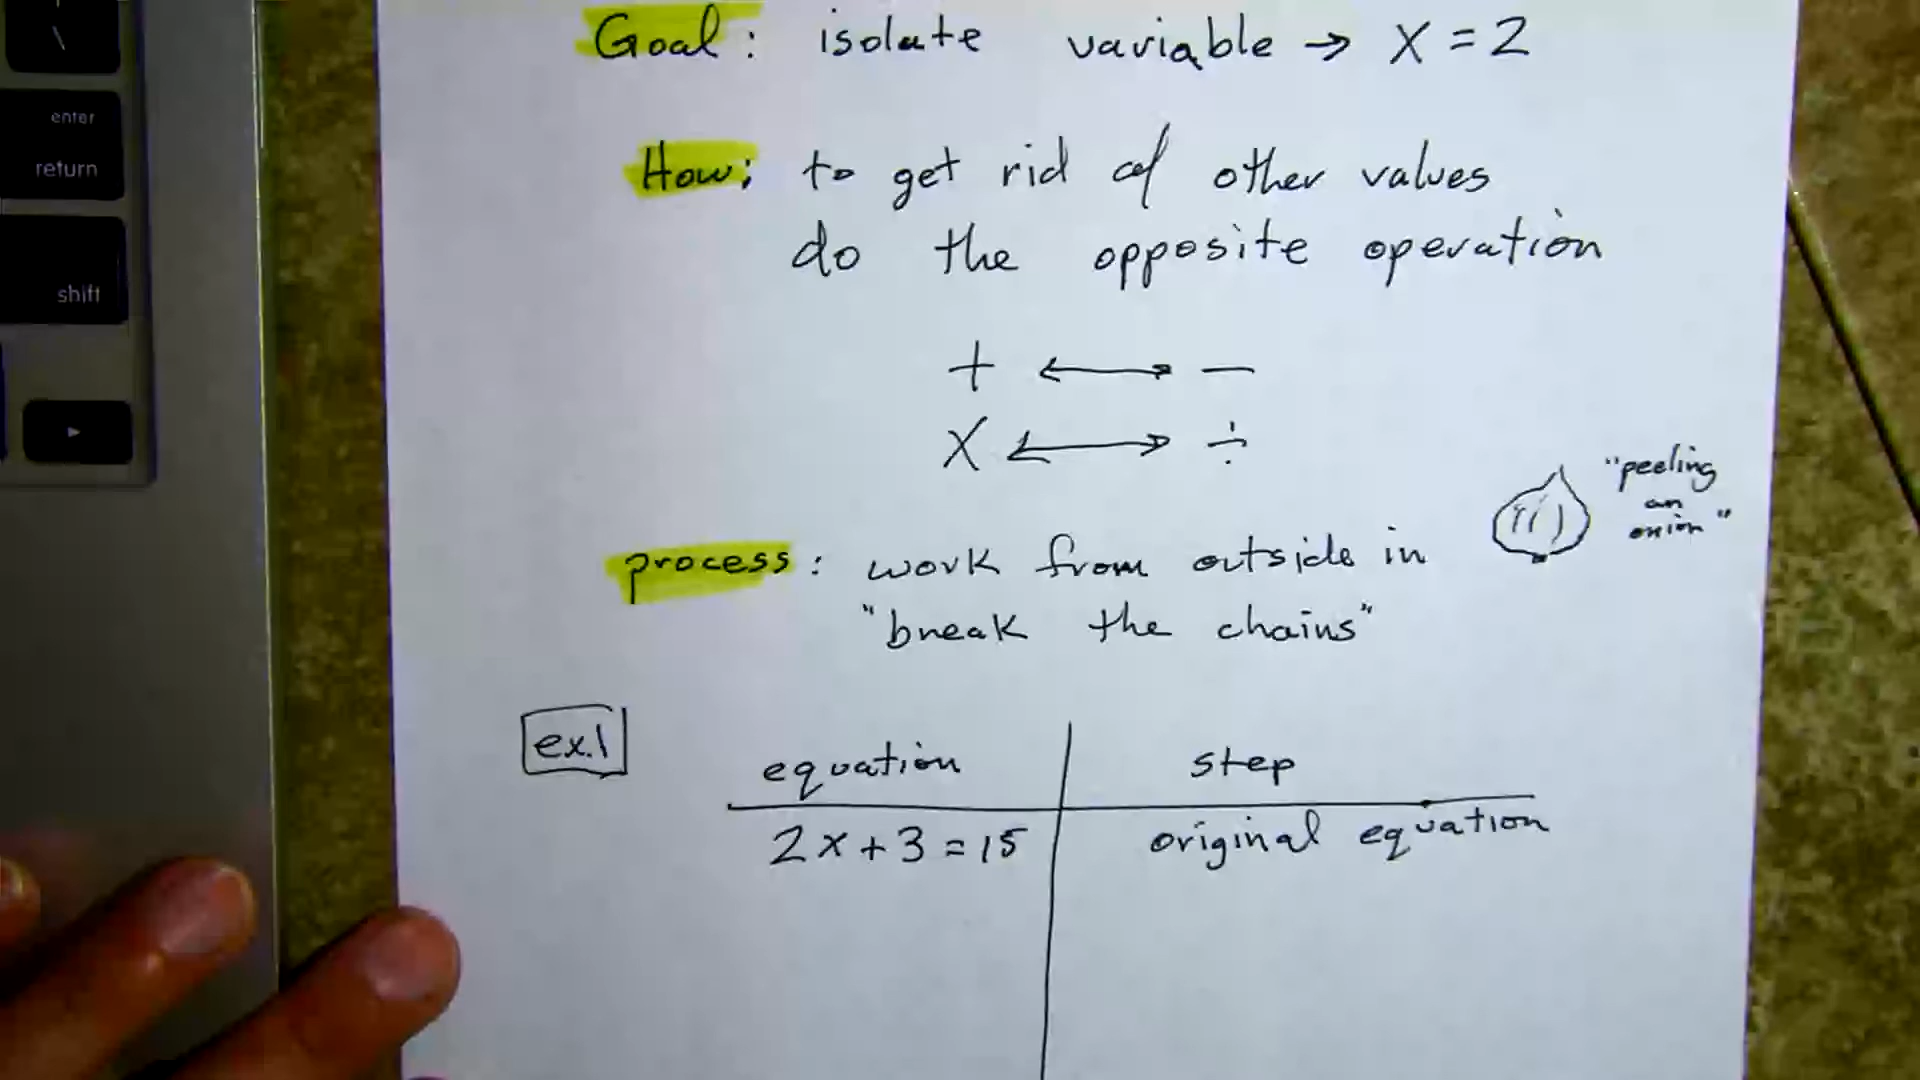 \
enter
return
shift
Goal: isolate variable → X = 2
How: to get rid of other values
do the opposite operation
+ ↔ −
X ↔ ÷
"peeling
an
onion"
process: work from outside in
"break the chains"
ex.1
equation step
2x + 3 = 15 original equation